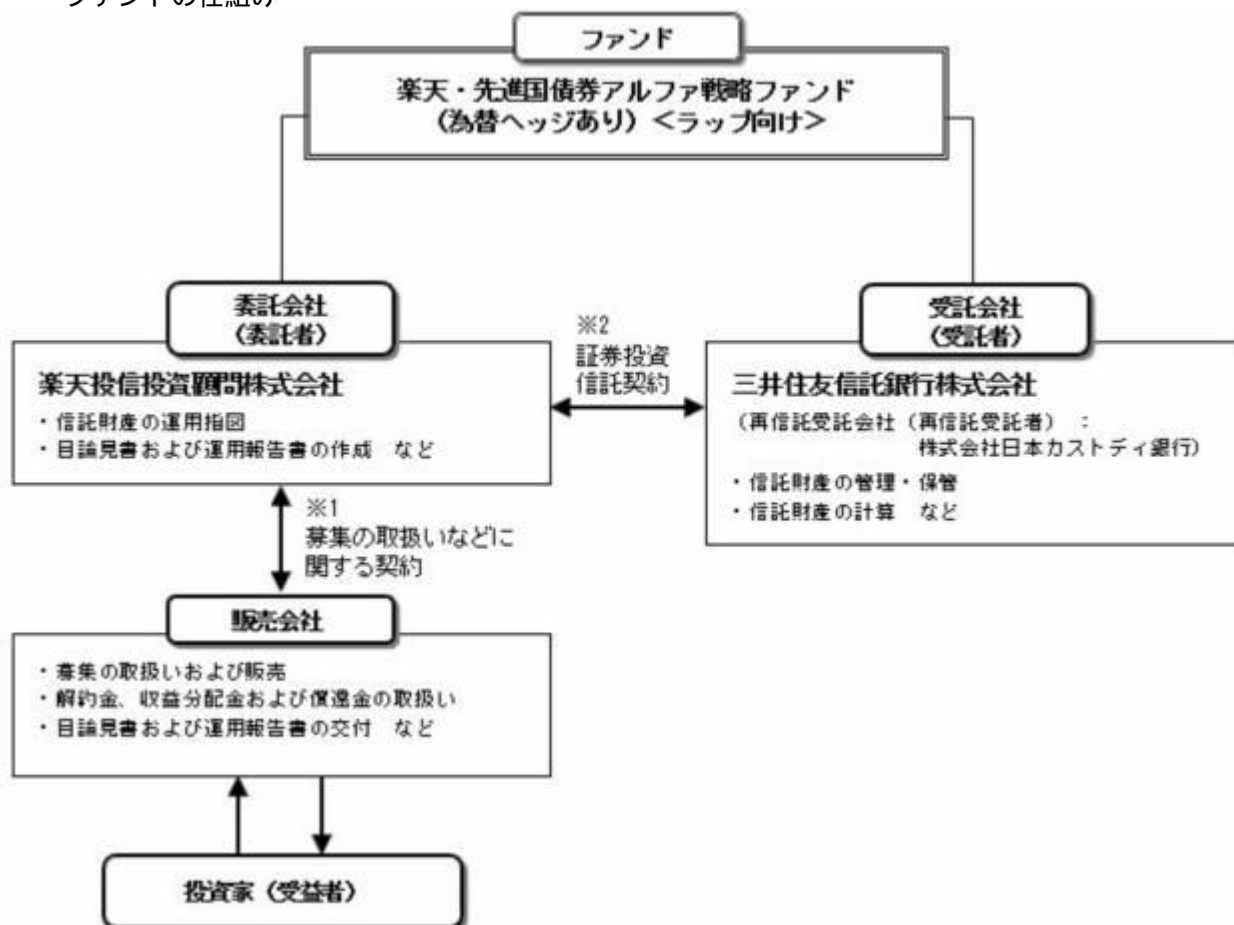 ファンドの仕組み
ファンド
楽天・先進国債券アルファ戦略ファンド
（為替ヘッジあり）＜ラップ向け＞
委託会社
（委託者）
楽天投信投資顧問株式会社
・信託財産の運用指図
・目論見書および運用報告書の作成　など
※2
証券投資
信託契約
受託会社
（受託者）
三井住友信託銀行株式会社
（再信託受託会社（再信託受託者）：
株式会社日本カストディ銀行）
・信託財産の管理・保管
・信託財産の計算　など
※1
募集の取扱いなどに
関する契約
販売会社
・募集の取扱いおよび販売
・解約金、収益分配金および償還金の取扱い
・目論見書および運用報告書の交付　など
投資家（受益者）